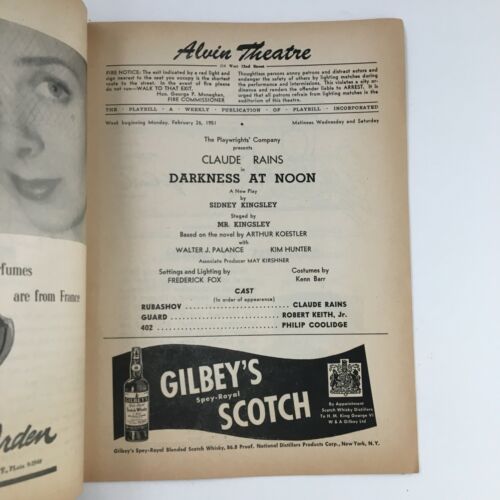 Alvin Theatre
West 52nd Street
FIRE NOTICE: The exit indicated by a red light and
sign nearest to the seat you occupy is the shortest
route to the street. In the event of fire please
do not run—WALK TO THAT EXIT.
Hon. George P. Monaghan,
FIRE COMMISSIONER
Thoughtless persons annoy patrons and distract actors and
endanger the safety of others by lighting matches during
the performance and intermissions. This violates a city or-
dinance and renders the offender liable to ARREST. It is
urged that all patrons refrain from lighting matches in the
auditorium of this theatre.
THE · PLAYBILL · A · WEEKLY · PUBLICATION · OF · PLAYBILL · INCORPORATED
Week beginning Monday, February 26, 1951
Matinees Wednesday and Saturday
The Playwrights' Company
presents
CLAUDE RAINS
in
DARKNESS AT NOON
A New Play
by
SIDNEY KINGSLEY
Staged by
MR. KINGSLEY
Based on the novel by ARTHUR KOESTLER
with
WALTER J. PALANCE KIM HUNTER
Associate Producer MAY KIRSHNER
Settings and Lighting by
FREDERICK FOX
Costumes by
Kenn Barr
CAST
(In order of appearance)
RUBASHOV CLAUDE RAINS
GUARD ROBERT KEITH, Jr.
402 PHILIP COOLIDGE
GILBEY'S
Spey-Royal
SCOTCH
GILBEY'S
By Appointment
Scotch Whisky Distillers
To H. M. King George VI
W & A Gilbey Ltd
Gilbey's Spey-Royal Blended Scotch Whisky, 86.8 Proof. National Distillers Products Corp., New York, N.Y.
rfumes
are from France
rden